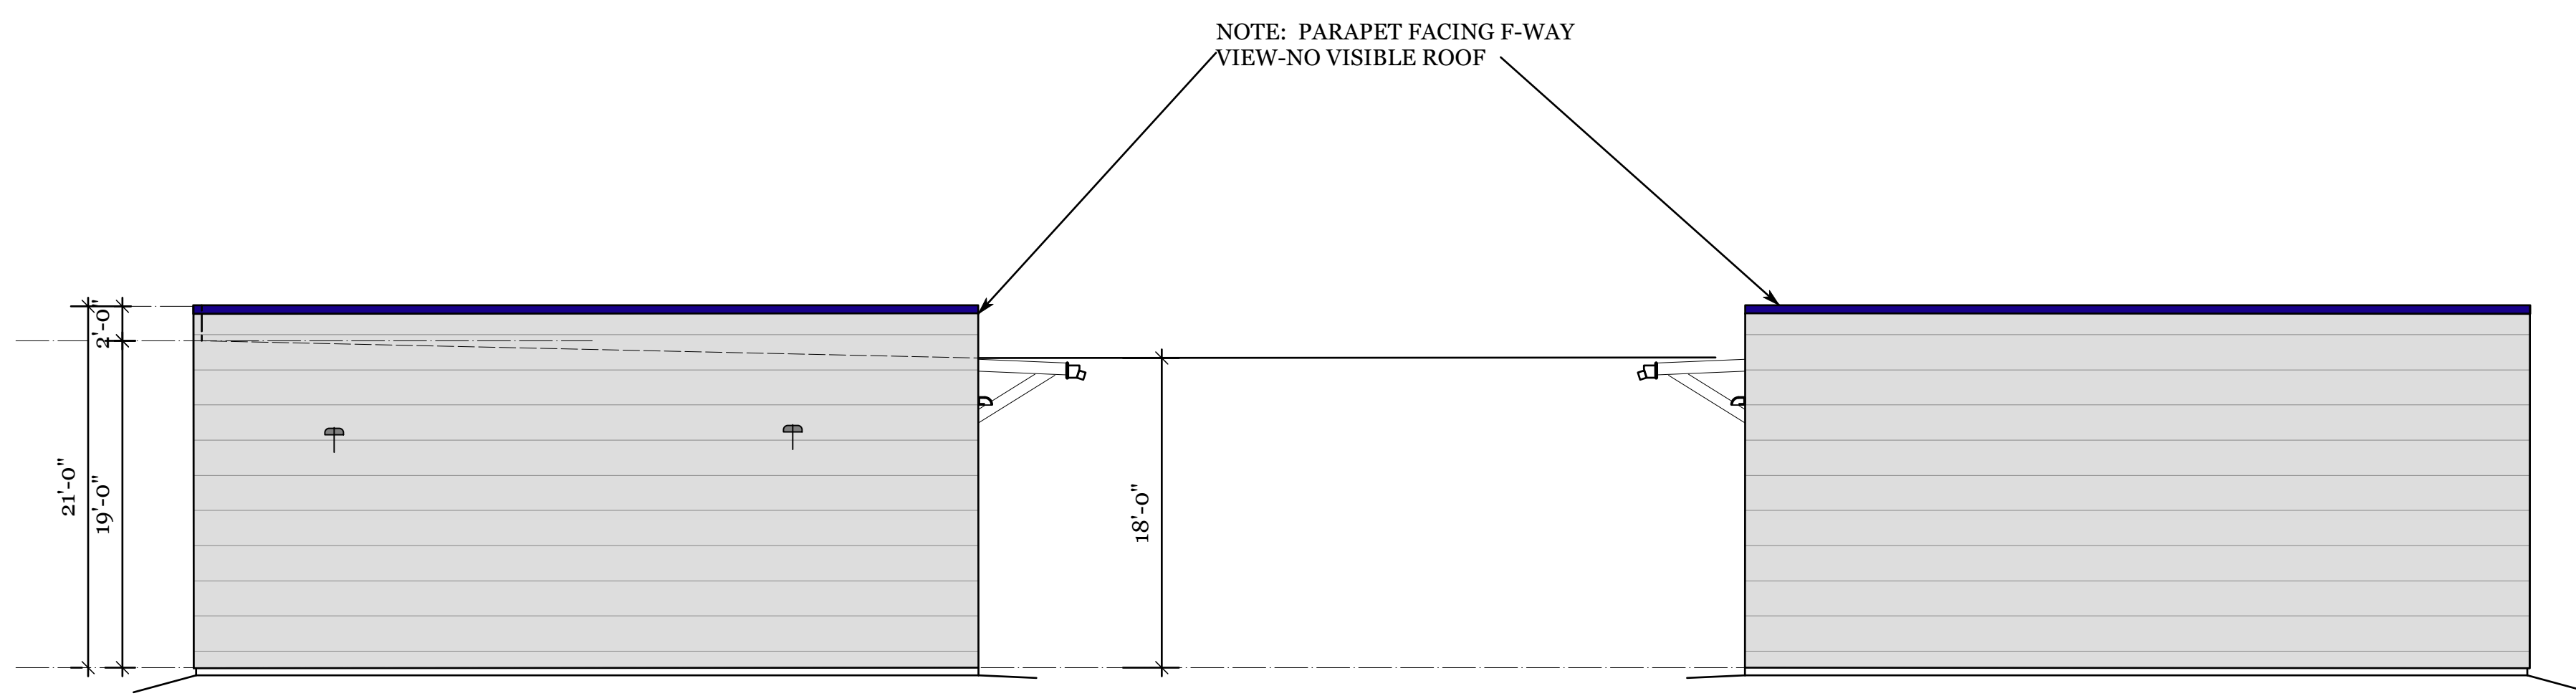 NOTE:  PARAPET FACING F-WAY
VIEW-NO VISIBLE ROOF
2'-0"
21'-0"
19'-0"
18'-0"